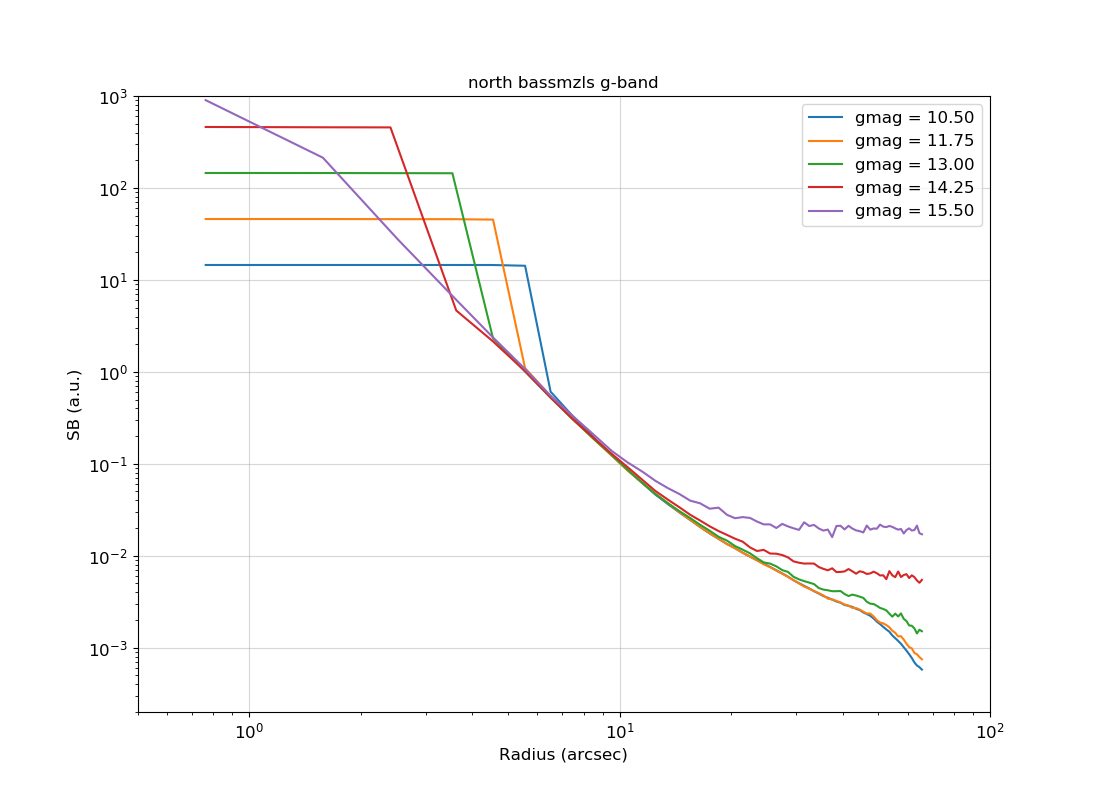 north bassmzls g-band
gmag = 10.50
gmag = 11.75
gmag = 13.00
gmag = 14.25
gmag = 15.50
SB (a.u.)
10³
10²
10¹
10⁰
10⁻¹
10⁻²
10⁻³
10⁰ 10¹ 10²
Radius (arcsec)